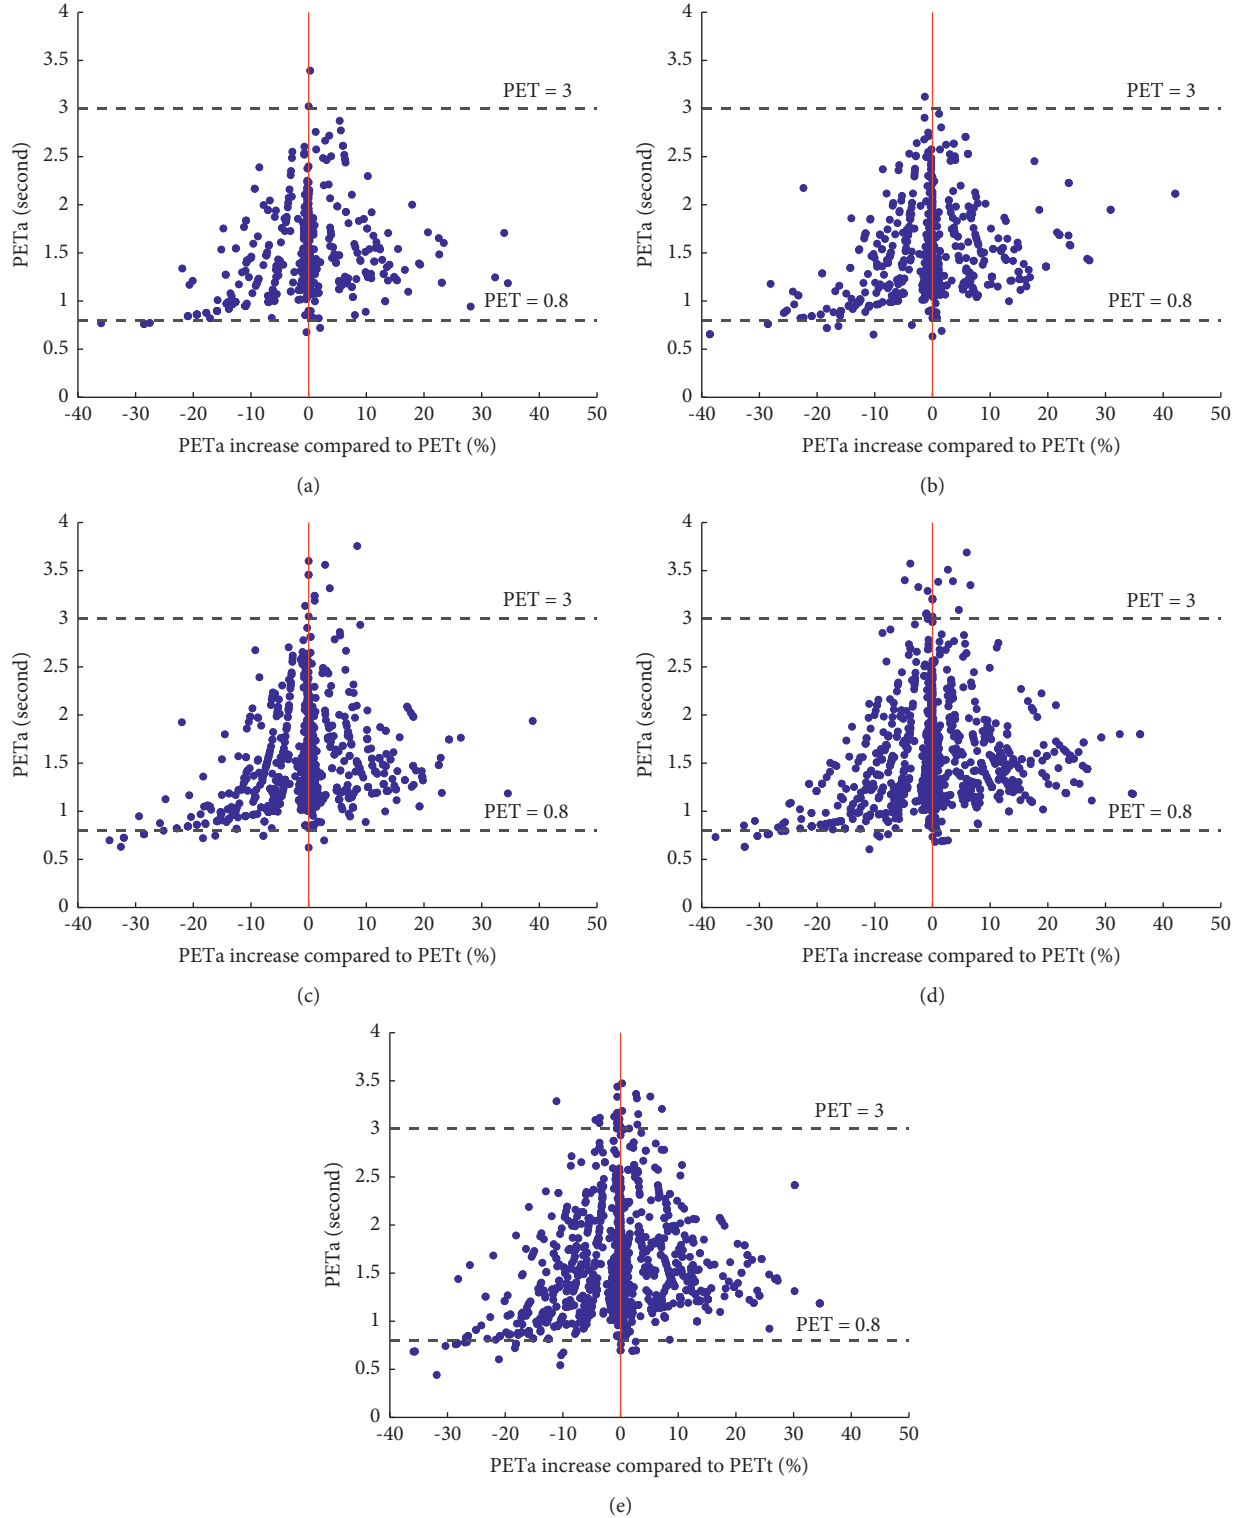 4
3.5
PET = 3
3
2.5
PETa (second)
2
1.5
PET = 0.8
1
0.5
0
-40 -30 -20 -10 0 10 20 30 40 50
PETa increase compared to PETt (%)
(a)
4
3.5
PET = 3
3
2.5
PETa (second)
2
1.5
PET = 0.8
1
0.5
0
-40 -30 -20 -10 0 10 20 30 40 50
PETa increase compared to PETt (%)
(b)
4
3.5
PET = 3
3
2.5
PETa (second)
2
1.5
PET = 0.8
1
0.5
0
-40 -30 -20 -10 0 10 20 30 40 50
PETa increase compared to PETt (%)
(c)
4
3.5
PET = 3
3
2.5
PETa (second)
2
1.5
PET = 0.8
1
0.5
0
-40 -30 -20 -10 0 10 20 30 40 50
PETa increase compared to PETt (%)
(d)
4
3.5
PET = 3
3
2.5
PETa (second)
2
1.5
PET = 0.8
1
0.5
0
-40 -30 -20 -10 0 10 20 30 40 50
PETa increase compared to PETt (%)
(e)